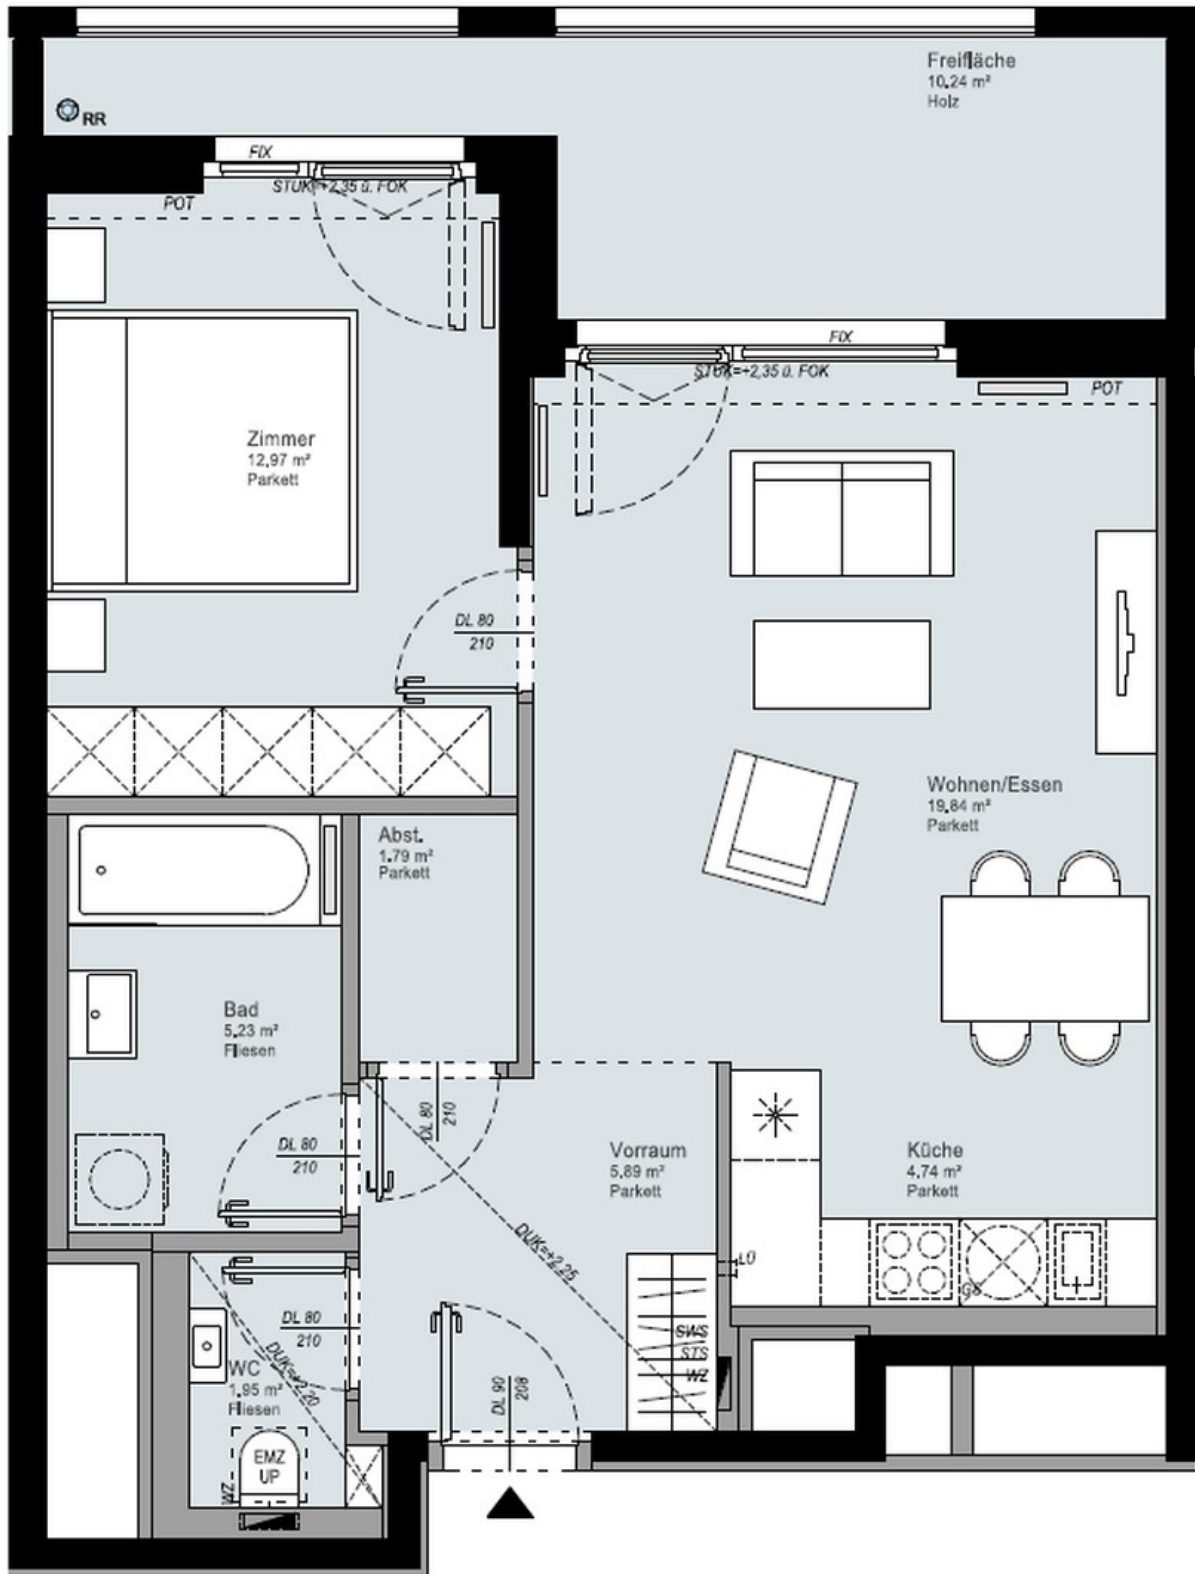 Freifläche
10,24 m²
Holz
RR
FIX
STUK=+2,35 ü. FOK
POT
FIX
STUK=+2,35 ü. FOK
POT
Zimmer
12,97 m²
Parkett
DL 80
210
Wohnen/Essen
19,84 m²
Parkett
Abst.
1,79 m²
Parkett
Bad
5,23 m²
Fliesen
DL 80
210
DL 80
210
Vorraum
5,89 m²
Parkett
Küche
4,74 m²
Parkett
DUK=+2,25
LÜ
GS
DL 80
210
SWS
STS
WZ
WC
1,95 m²
Fliesen
DUK=+2,20
DL 90
208
EMZ
UP
WZ